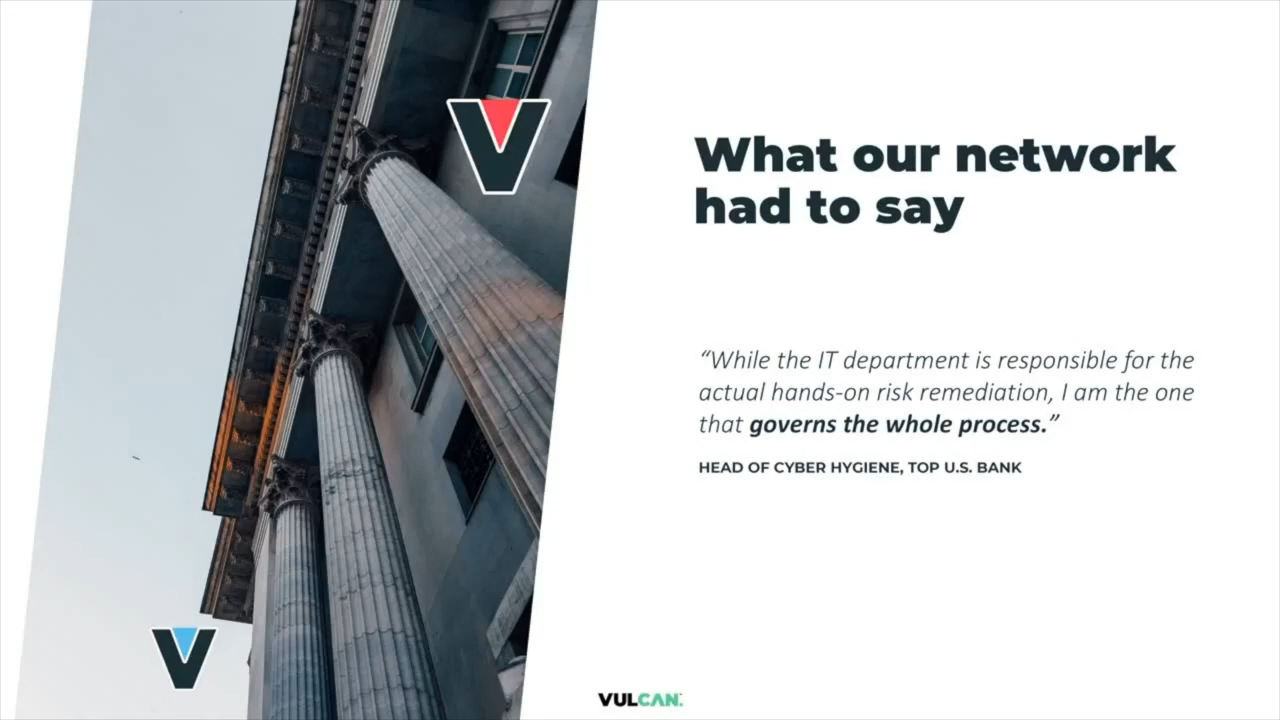 What our network
had to say
“While the IT department is responsible for the
actual hands-on risk remediation, I am the one
that governs the whole process.”
HEAD OF CYBER HYGIENE, TOP U.S. BANK
V
V
VULCAN.